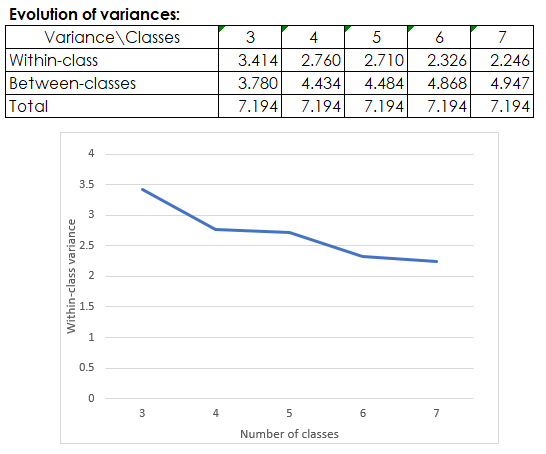 Evolution of variances:
Variance\Classes 3 4 5 6 7
Within-class 3.414 2.760 2.710 2.326 2.246
Between-classes 3.780 4.434 4.484 4.868 4.947
Total 7.194 7.194 7.194 7.194 7.194
4
3.5
3
2.5
2
1.5
1
0.5
0
Within-class variance
3 4 5 6 7
Number of classes